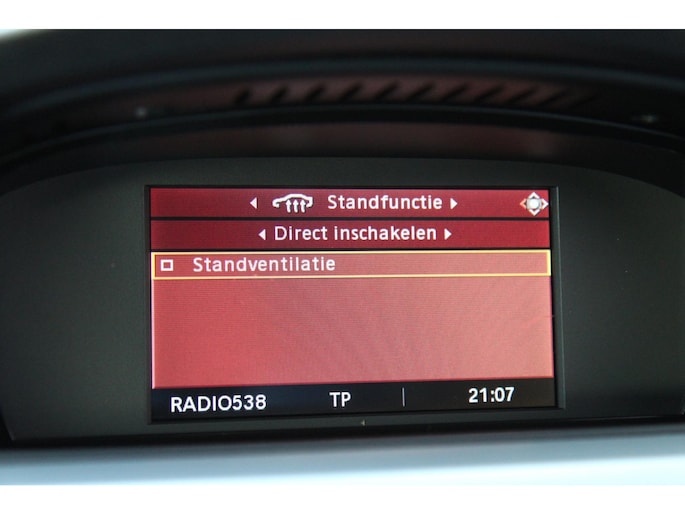 Standfunctie
Direct inschakelen
Standventilatie
RADIO538 TP 21:07